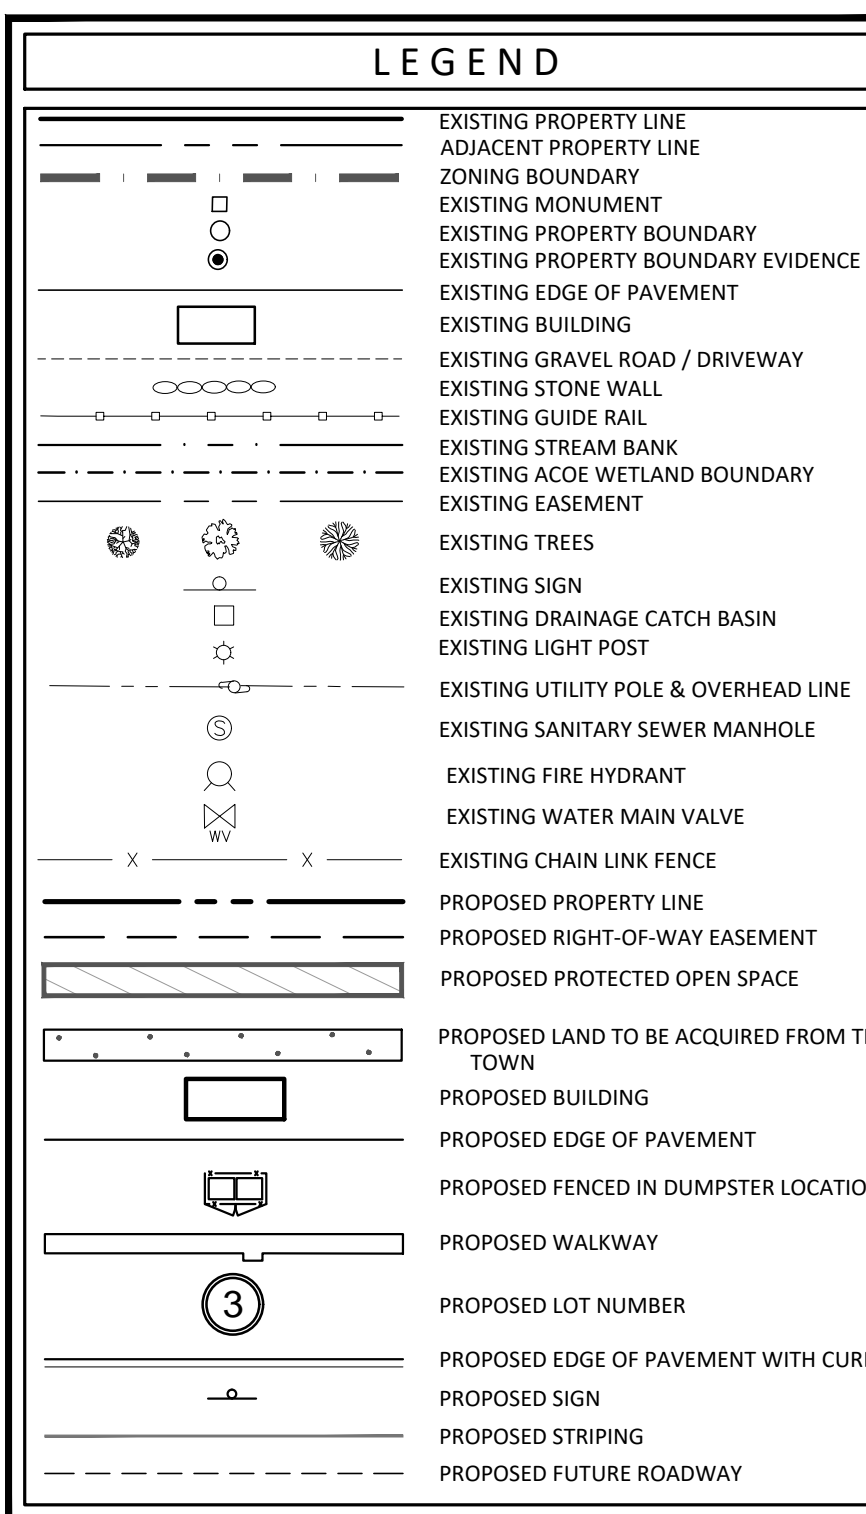 LEGEND
EXISTING PROPERTY LINE
ADJACENT PROPERTY LINE
ZONING BOUNDARY
EXISTING MONUMENT
EXISTING PROPERTY BOUNDARY
EXISTING PROPERTY BOUNDARY EVIDENCE
EXISTING EDGE OF PAVEMENT
EXISTING BUILDING
EXISTING GRAVEL ROAD / DRIVEWAY
EXISTING STONE WALL
EXISTING GUIDE RAIL
EXISTING STREAM BANK
EXISTING ACOE WETLAND BOUNDARY
EXISTING EASEMENT
EXISTING TREES
EXISTING SIGN
EXISTING DRAINAGE CATCH BASIN
EXISTING LIGHT POST
EXISTING UTILITY POLE & OVERHEAD LINE
S EXISTING SANITARY SEWER MANHOLE
EXISTING FIRE HYDRANT
EXISTING WATER MAIN VALVE
WV
X X EXISTING CHAIN LINK FENCE
PROPOSED PROPERTY LINE
PROPOSED RIGHT-OF-WAY EASEMENT
PROPOSED PROTECTED OPEN SPACE
PROPOSED LAND TO BE ACQUIRED FROM
TOWN
PROPOSED BUILDING
PROPOSED EDGE OF PAVEMENT
x x x x PROPOSED FENCED IN DUMPSTER
PROPOSED WALKWAY
3 PROPOSED LOT NUMBER
PROPOSED EDGE OF PAVEMENT WITH
PROPOSED SIGN
PROPOSED STRIPING
PROPOSED FUTURE ROADWAY